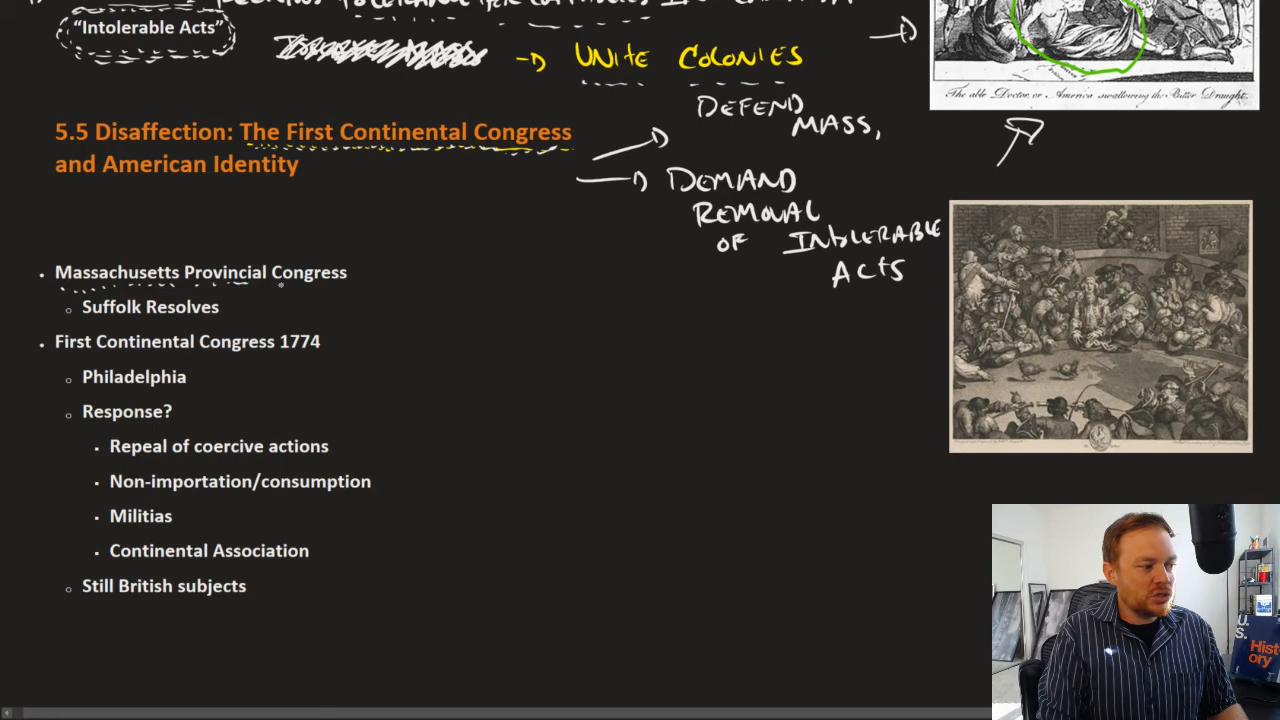 "Intolerable Acts"
→ UNITE COLONIES
The able Doctor, or America swallowing the Bitter Draught.
DEFEND
MASS,
5.5 Disaffection: The First Continental Congress
and American Identity
DEMAND
REMOVAL
OF INTOLERABLE
ACTS
• Massachusetts Provincial Congress
o Suffolk Resolves
• First Continental Congress 1774
o Philadelphia
o Response?
▪ Repeal of coercive actions
▪ Non-importation/consumption
▪ Militias
▪ Continental Association
o Still British subjects
U.
S.
Hist
ory